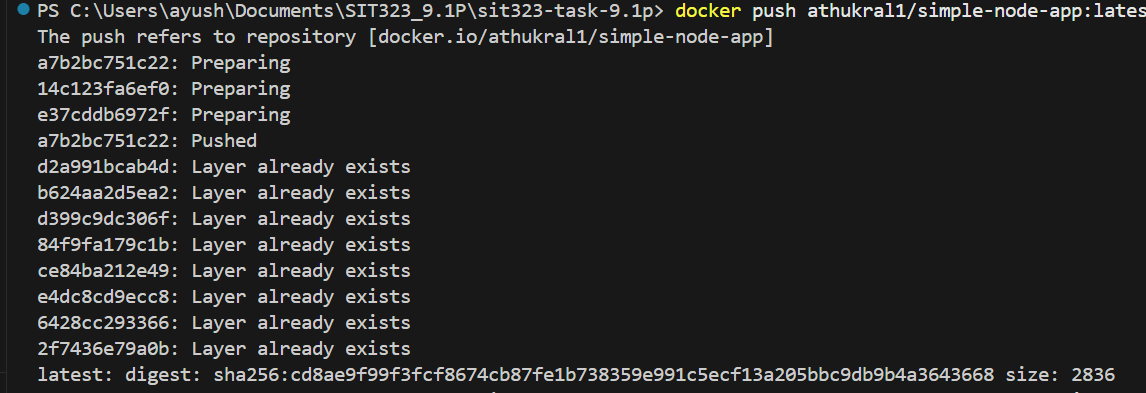 PS C:\Users\ayush\Documents\SIT323_9.1P\sit323-task-9.1p> docker push athukral1/simple-node-app:lates
The push refers to repository [docker.io/athukral1/simple-node-app]
a7b2bc751c22: Preparing
14c123fa6ef0: Preparing
e37cddb6972f: Preparing
a7b2bc751c22: Pushed
d2a991bcab4d: Layer already exists
b624aa2d5ea2: Layer already exists
d399c9dc306f: Layer already exists
84f9fa179c1b: Layer already exists
ce84ba212e49: Layer already exists
e4dc8cd9ecc8: Layer already exists
6428cc293366: Layer already exists
2f7436e79a0b: Layer already exists
latest: digest: sha256:cd8ae9f99f3fcf8674cb87fe1b738359e991c5ecf13a205bbc9db9b4a3643668 size: 2836